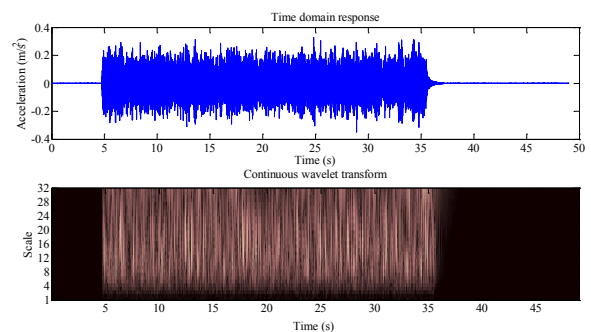 Time domain response
0.4
0.2
0
-0.2
-0.4
Acceleration (m/s²)
0 5 10 15 20 25 30 35 40 45 50
Time (s)
Continuous wavelet transform
32
28
24
20
16
12
8
4
1
Scale
5 10 15 20 25 30 35 40 45
Time (s)